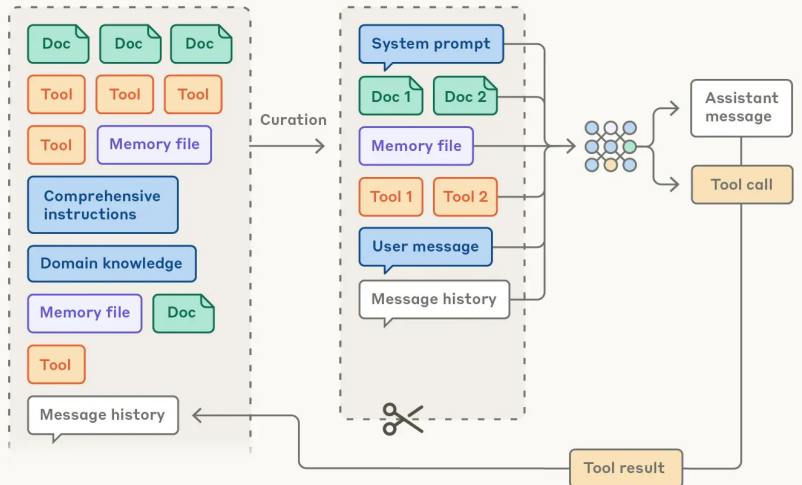 Doc
Doc
Doc
Tool
Tool
Tool
Tool
Memory file
Comprehensive
instructions
Domain knowledge
Memory file
Doc
Tool
Message history
Curation
System prompt
Doc 1
Doc 2
Memory file
Tool 1
Tool 2
User message
Message history
Assistant
message
Tool call
Tool result